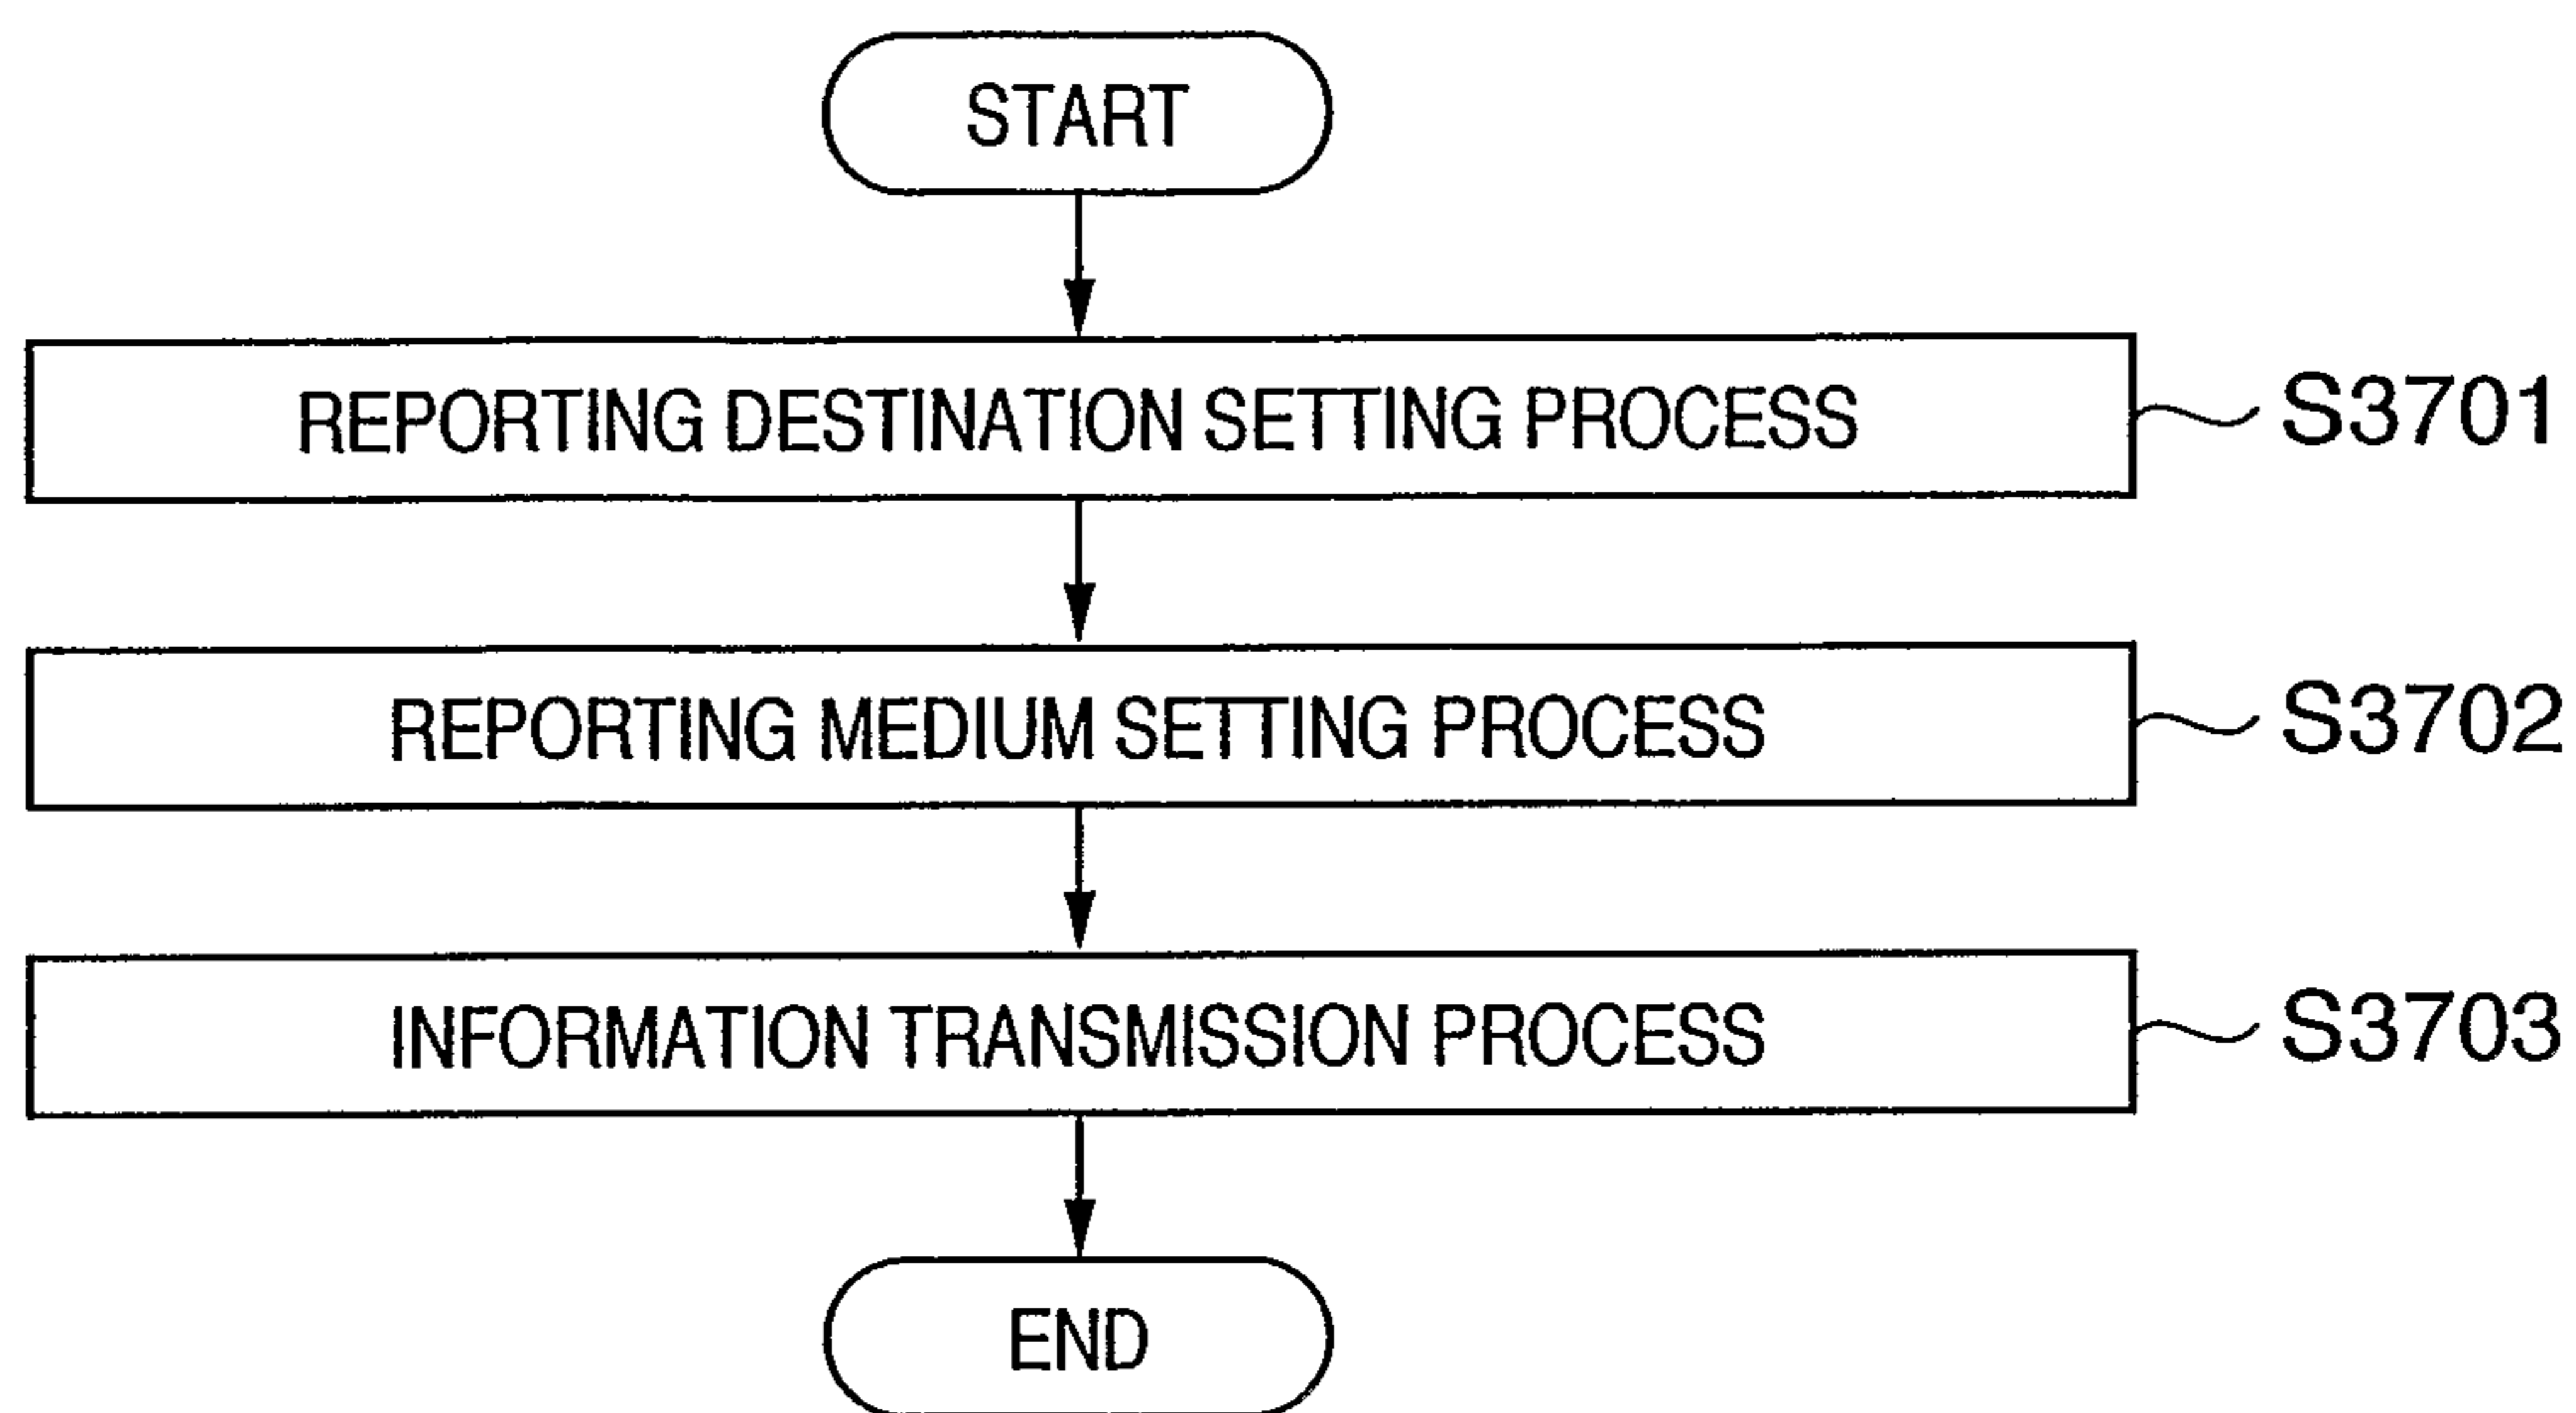 START
REPORTING DESTINATION SETTING PROCESS S3701
REPORTING MEDIUM SETTING PROCESS S3702
INFORMATION TRANSMISSION PROCESS S3703
END